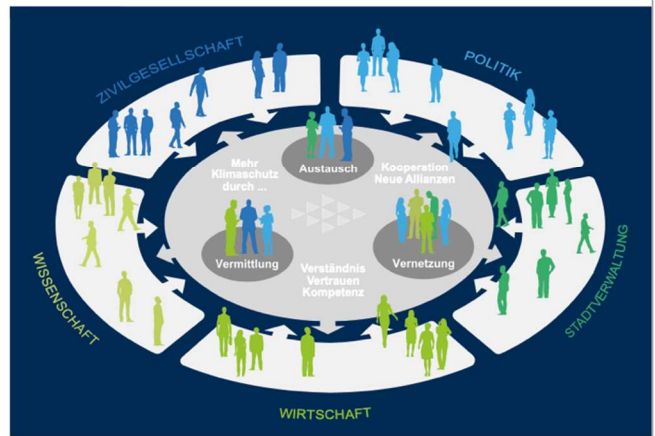 ZIVILGESELLSCHAFT
POLITIK
Mehr
Klimaschutz
durch ...
Austausch
Kooperation
Neue Allianzen
Vermittlung
Vernetzung
Verständnis
Vertrauen
Kompetenz
WISSENSCHAFT
STADTVERWALTUNG
WIRTSCHAFT